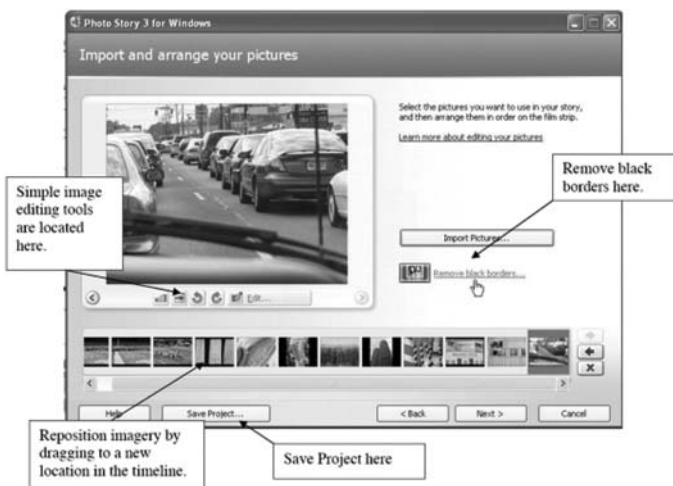 Photo Story 3 for Windows
Import and arrange your pictures
Select the pictures you want to use in your story,
and then arrange them in order on the film strip.
Learn more about editing your pictures
Remove black
borders here.
Simple image
editing tools
are located
here.
Import Pictures...
Remove black borders...
Edit...
Help
Save Project...
< Back
Next >
Cancel
Reposition imagery by
dragging to a new
location in the timeline.
Save Project here